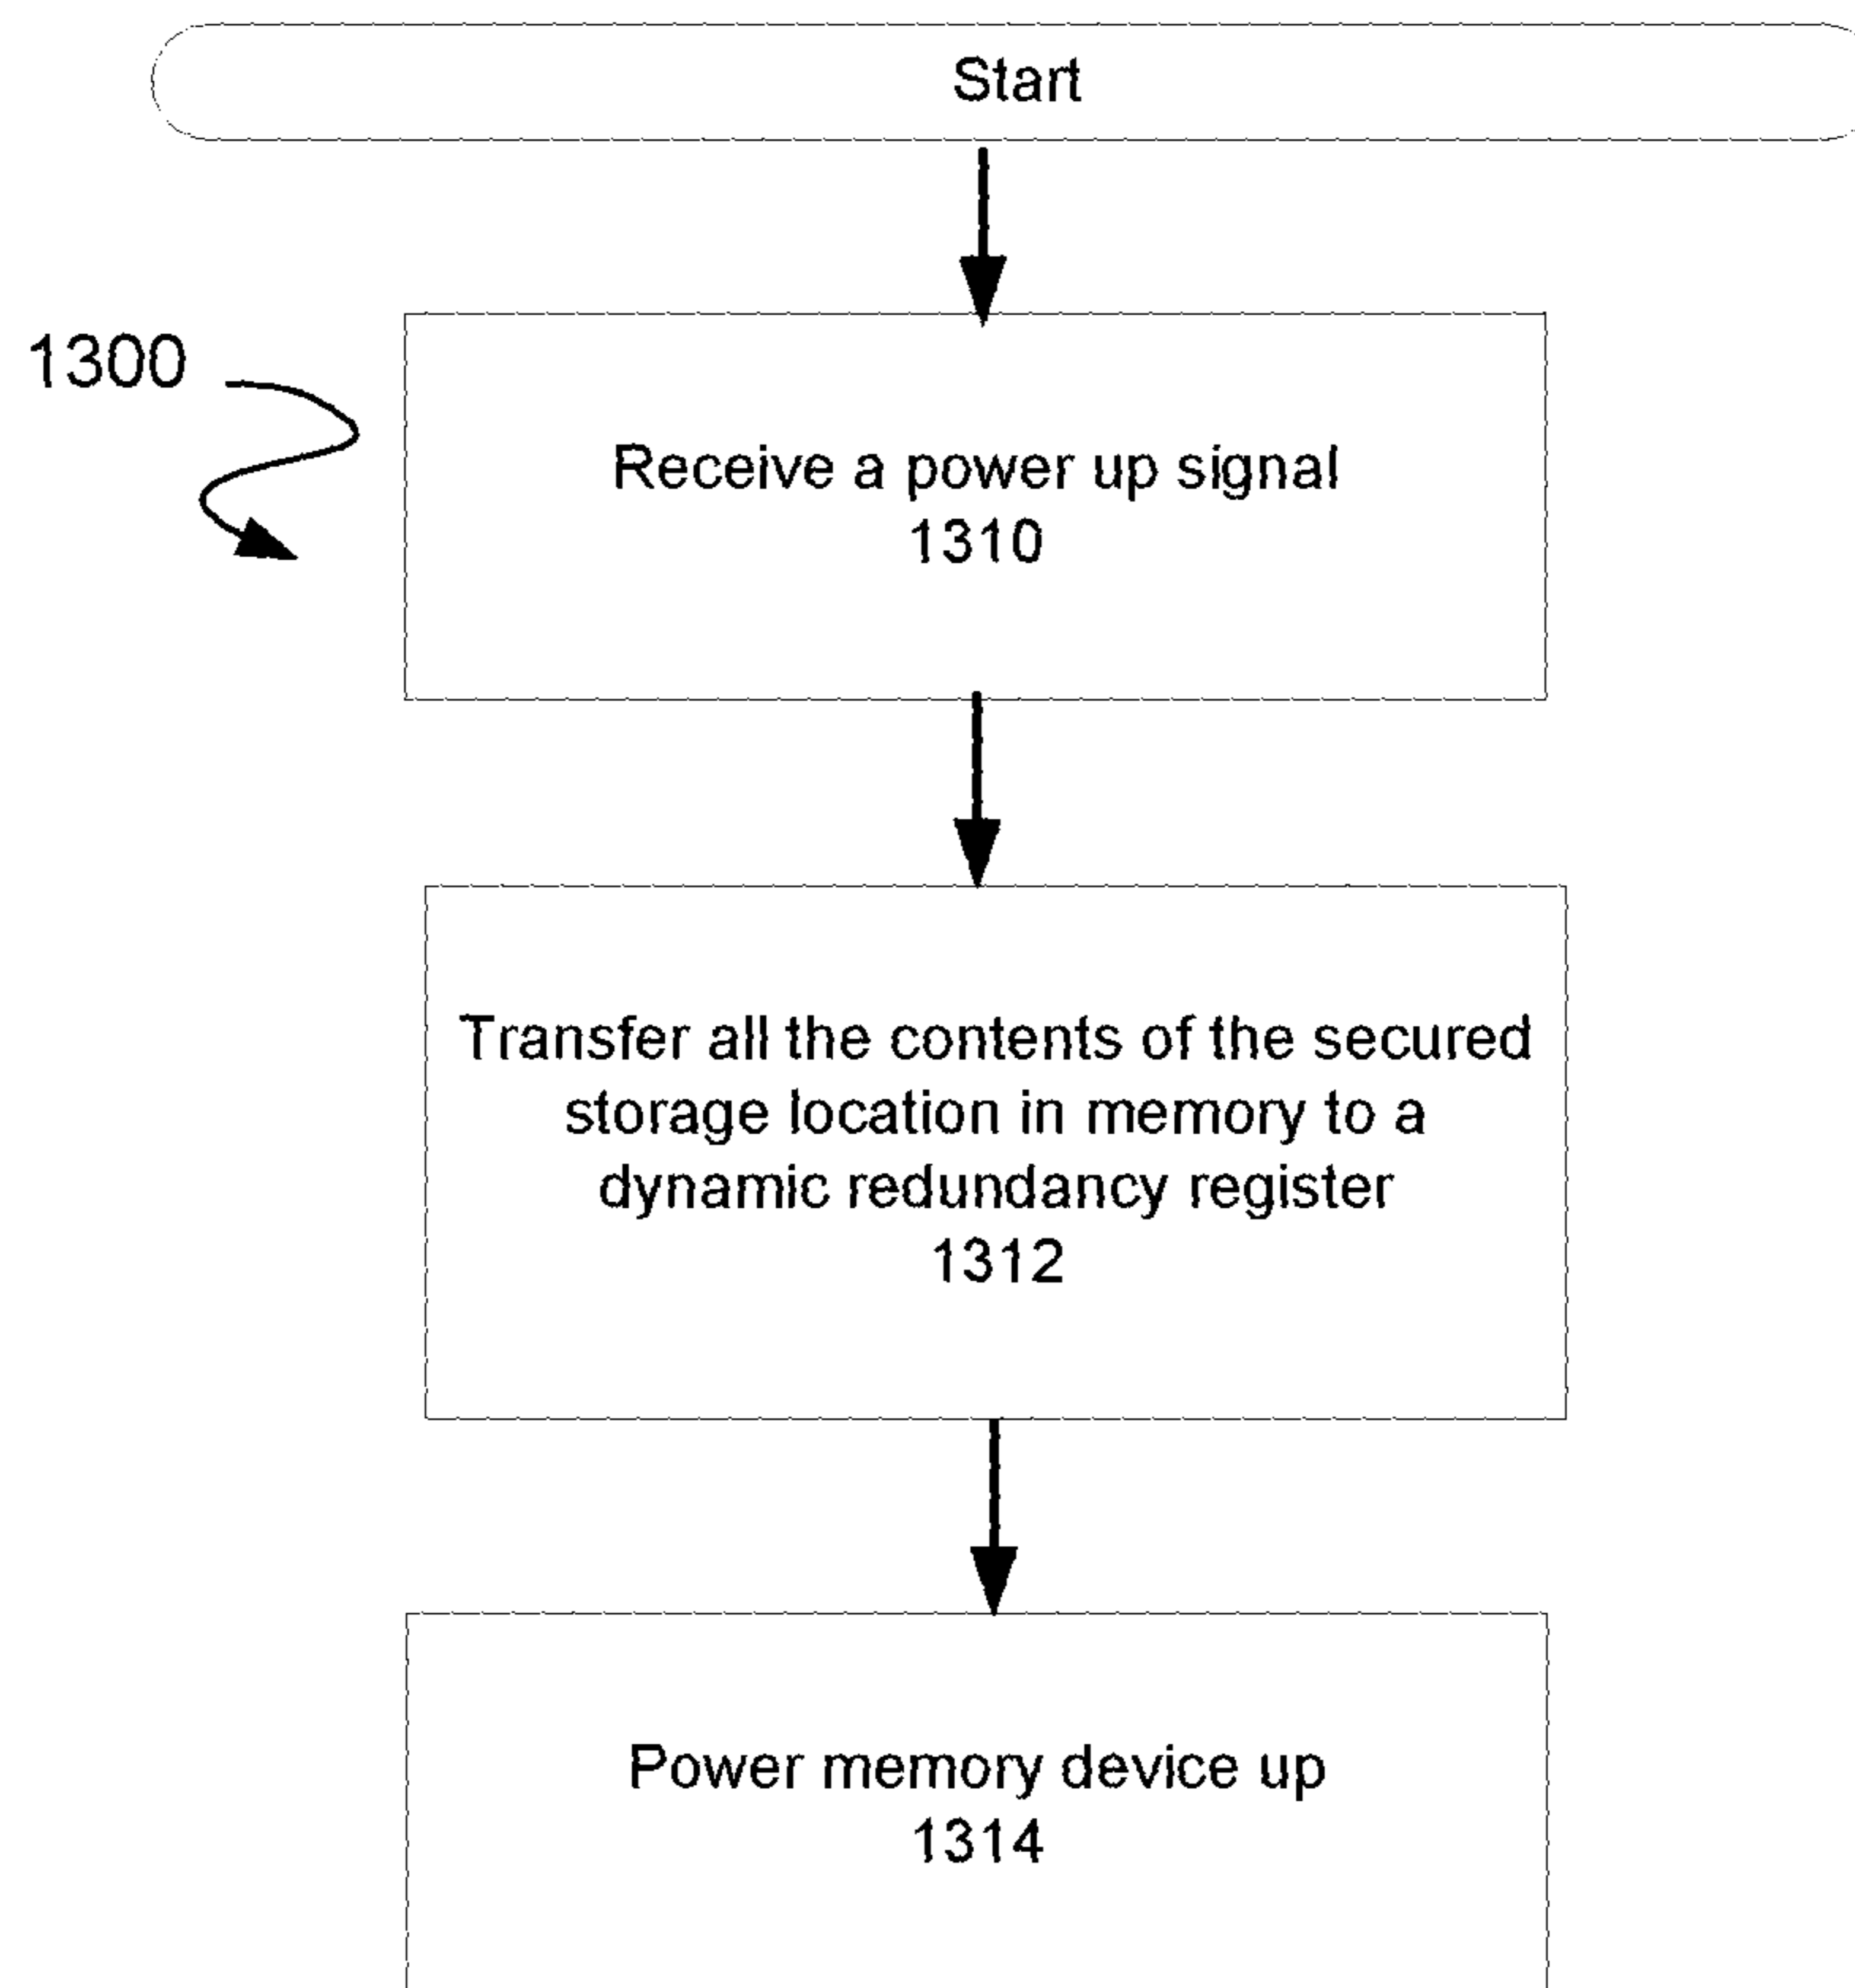 Start
1300
Receive a power up signal
1310
Transfer all the contents of the secured
storage location in memory to a
dynamic redundancy register
1312
Power memory device up
1314